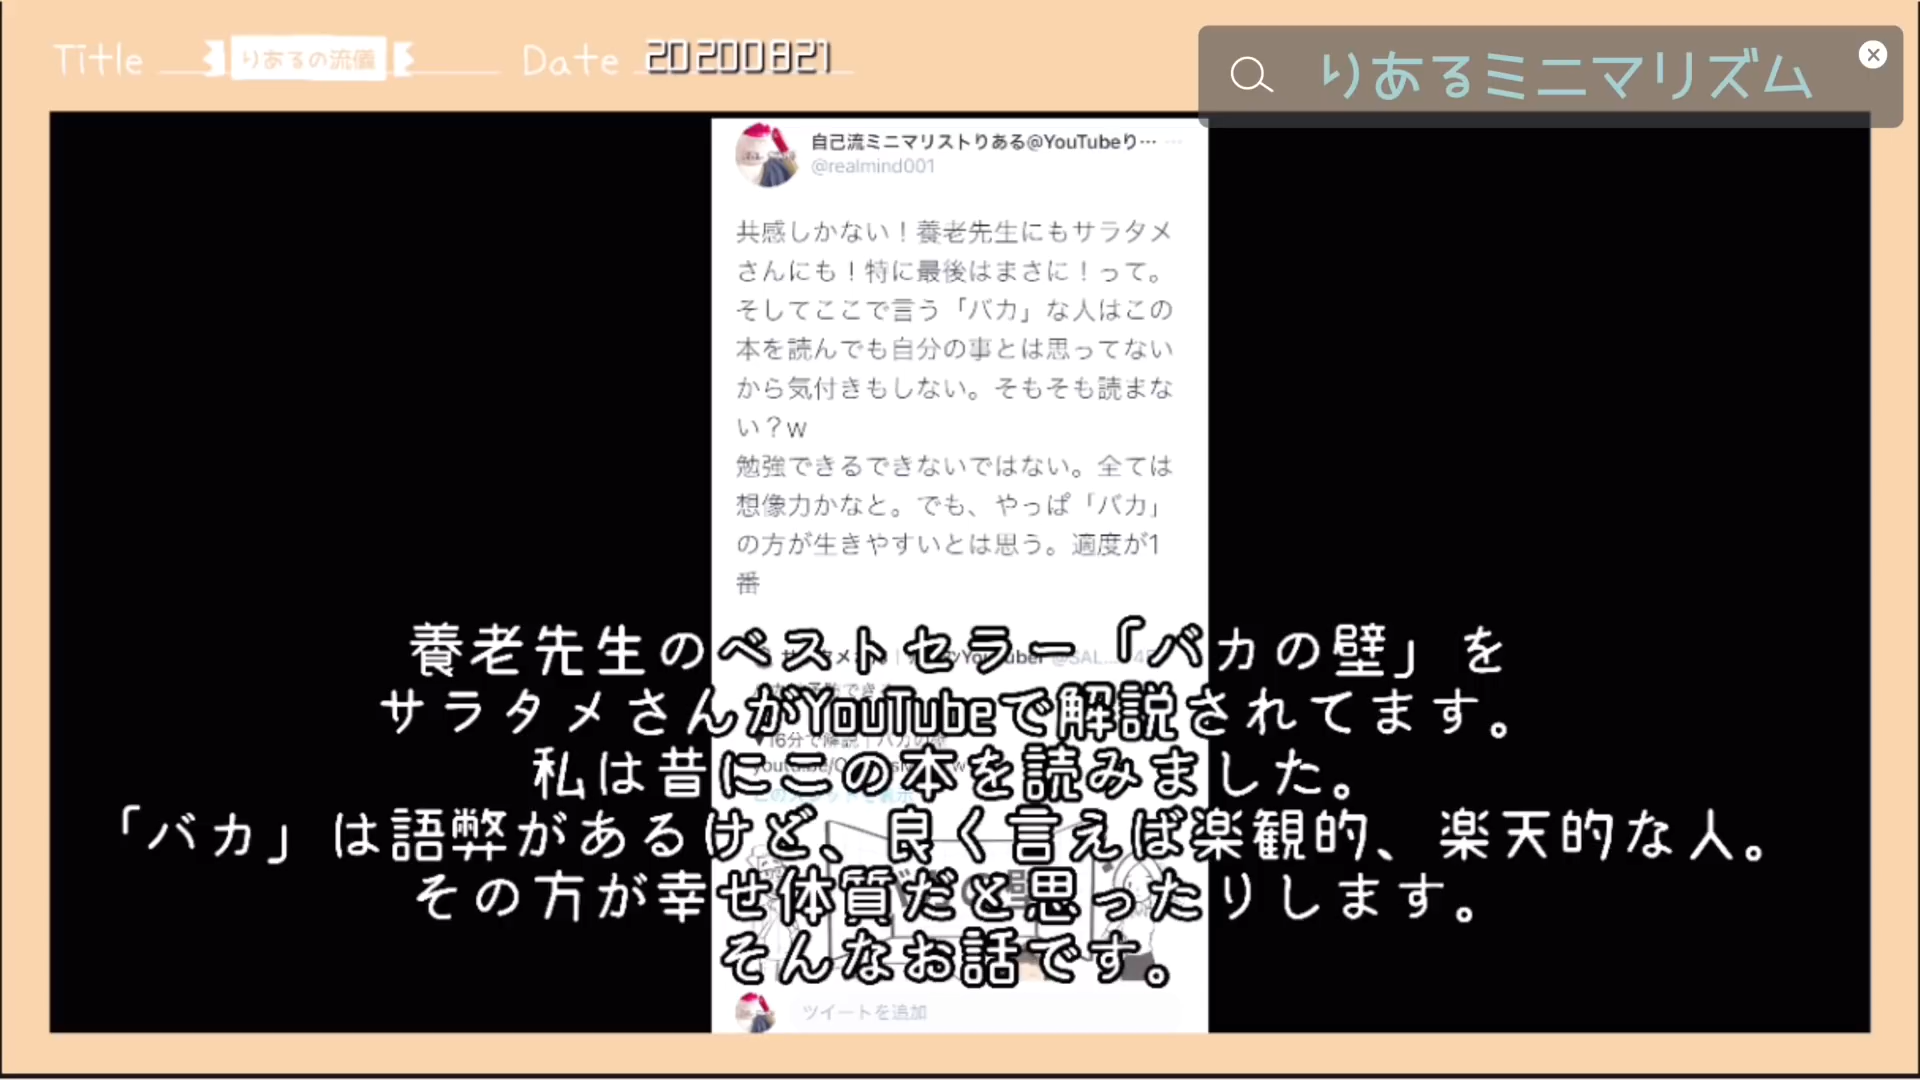 Title りあるの流儀 Date 20200821
りあるミニマリズム
自己流ミニマリストりある@YouTubeり…
@realmind001
共感しかない！養老先生にもサラタメ
さんにも！特に最後はまさに！って。
そしてここで言う「バカ」な人はこの
本を読んでも自分の事とは思ってない
から気付きもしない。そもそも読まな
い？w
勉強できるできないではない。全ては
想像力かなと。でも、やっぱ「バカ」
の方が生きやすいとは思う。適度が1
番
養老先生のベストセラー「バカの壁」を
サラタメさんがYouTubeで解説されてます。
私は昔にこの本を読みました。
「バカ」は語弊があるけど、良く言えば楽観的、楽天的な人。
その方が幸せ体質だと思ったりします。
そんなお話です。
ツイートを追加